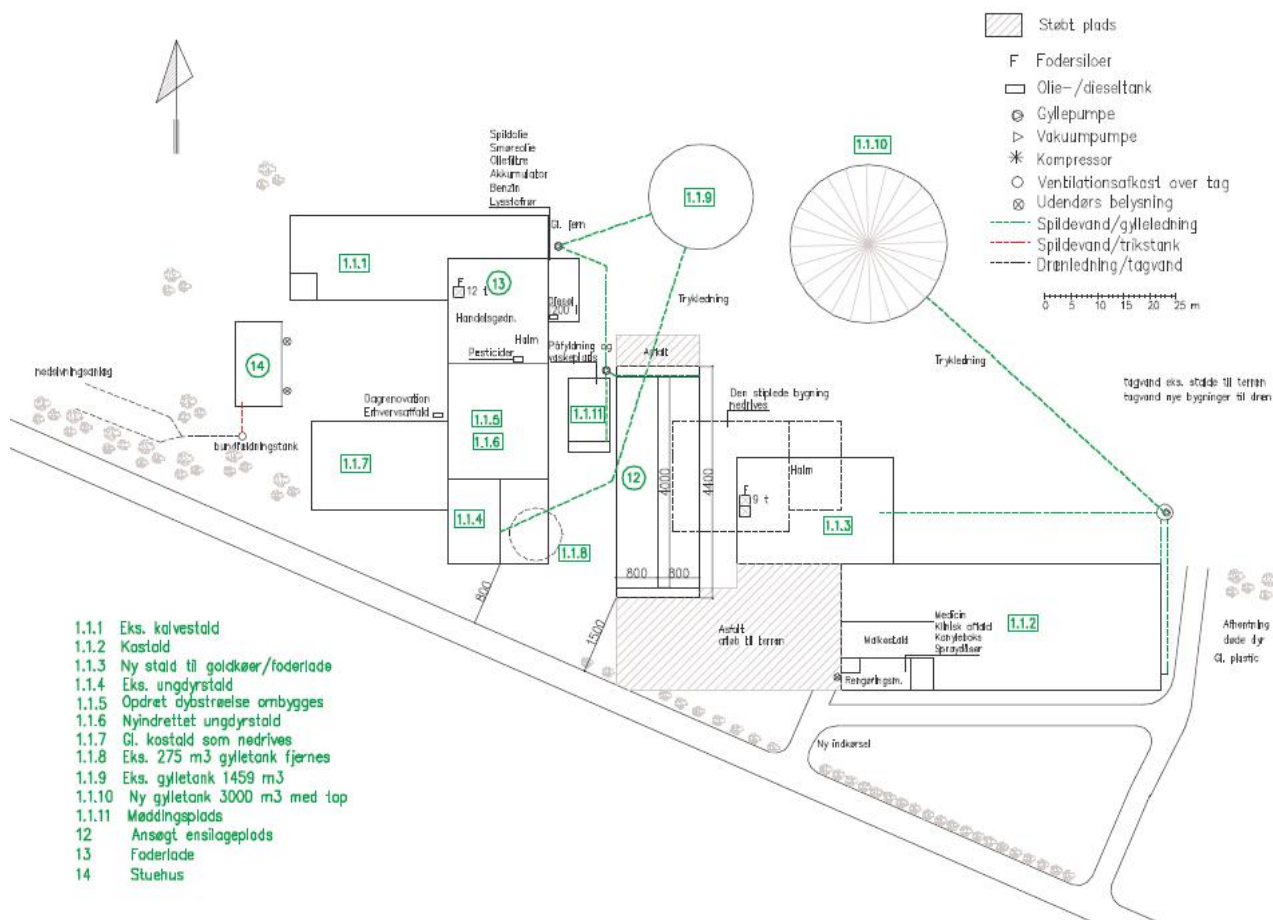 Støbt plads
F Fodersiloer
Olie-/dieseltank
Gyllepumpe
Vakuumpumpe
Kompressor
Ventilationsafkast over tag
Udendørs belysning
Spildevand/gylleledning
Spildevand/trikstank
Drænledning/tagvand
0 5 10 15 20 25 m
Spildolie
Smøreolie
Oliefiltre
Akkumulator
Benzin
Lysstofrør
1.1.10
1.1.9
Gl. jern
1.1.1
13
F
12 t
Diesel
1200 l
Handelsgødn.
Trykledning
Halm
Pesticider
Påfyldning og
vaskeplads
Asfalt
14
nedsivningsanlæg
Trykledning
tagvand eks. stalde til terræn
tagvand nye bygninger til dræn
Dagrenovation
Erhvervsaffald
Den stiplede bygning
nedrives
1.1.5
1.1.11
1.1.6
bundfældningstank
1.1.7
12
4000
4400
Halm
F
9 t
1.1.4
1.1.3
1.1.8
800
800
800
1500
Asfalt
afløb til terræn
Malkestald
Medicin
Klinisk affald
Kanyleboks
Spraydåser
1.1.2
Afhentning
døde dyr
Gl. plastic
Rengøringsm.
Ny indkørsel
1.1.1 Eks. kalvestald
1.1.2 Kostald
1.1.3 Ny stald til goldkøer/foderlade
1.1.4 Eks. ungdyrstald
1.1.5 Opdræt dybstrøelse ombygges
1.1.6 Nyindrettet ungdyrstald
1.1.7 Gl. kostald som nedrives
1.1.8 Eks. 275 m3 gylletank fjernes
1.1.9 Eks. gylletank 1459 m3
1.1.10 Ny gylletank 3000 m3 med top
1.1.11 Møddingsplads
12 Ansøgt ensilageplads
13 Foderlade
14 Stuehus